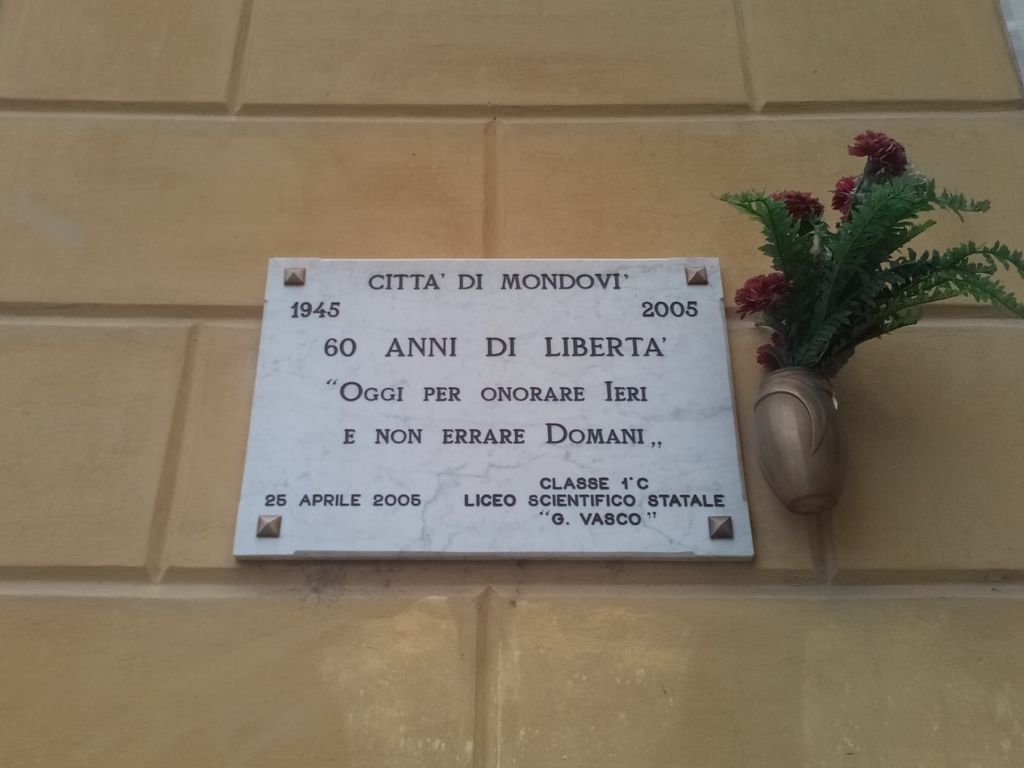 CITTA' DI MONDOVI'
1945 2005
60 ANNI DI LIBERTA'
"OGGI PER ONORARE IERI
E NON ERRARE DOMANI„
CLASSE 1°C
25 APRILE 2005 LICEO SCIENTIFICO STATALE
"G. VASCO"